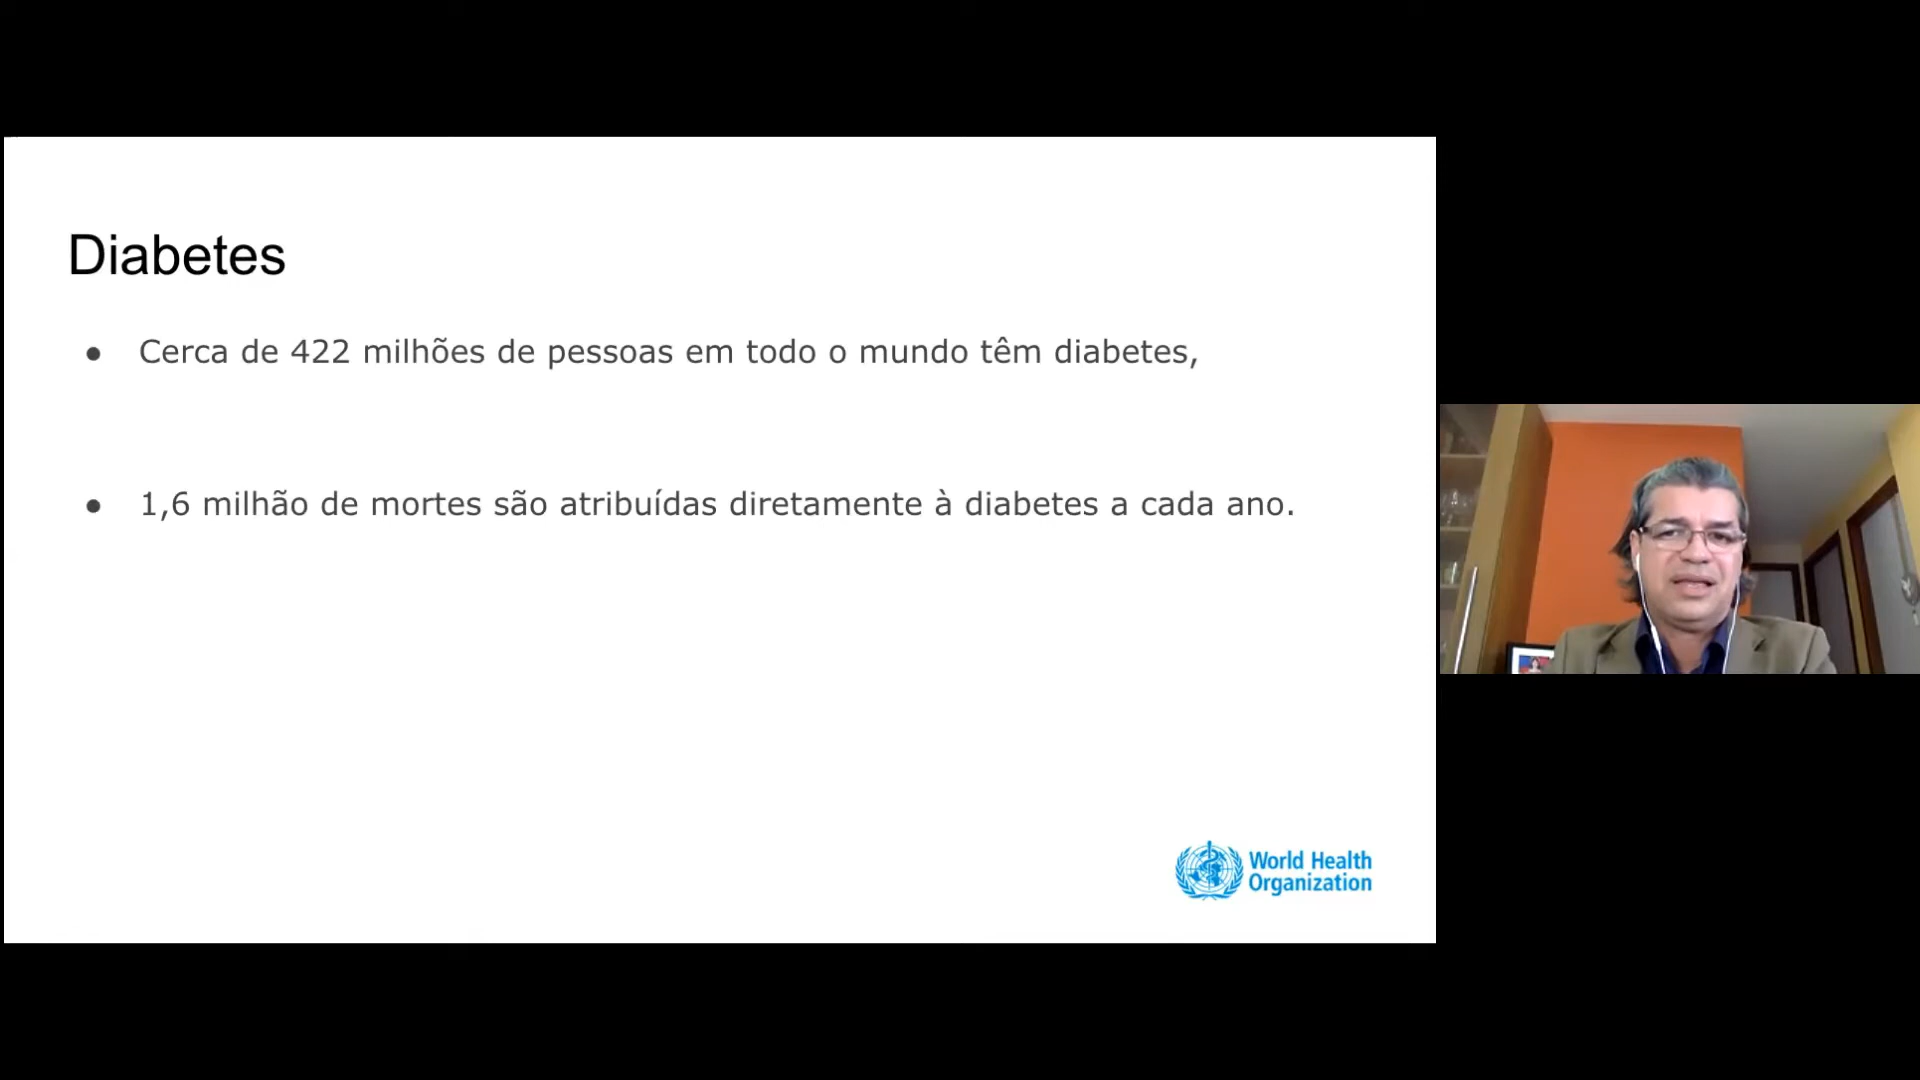 Diabetes
● Cerca de 422 milhões de pessoas em todo o mundo têm diabetes,
● 1,6 milhão de mortes são atribuídas diretamente à diabetes a cada ano.
World Health
Organization